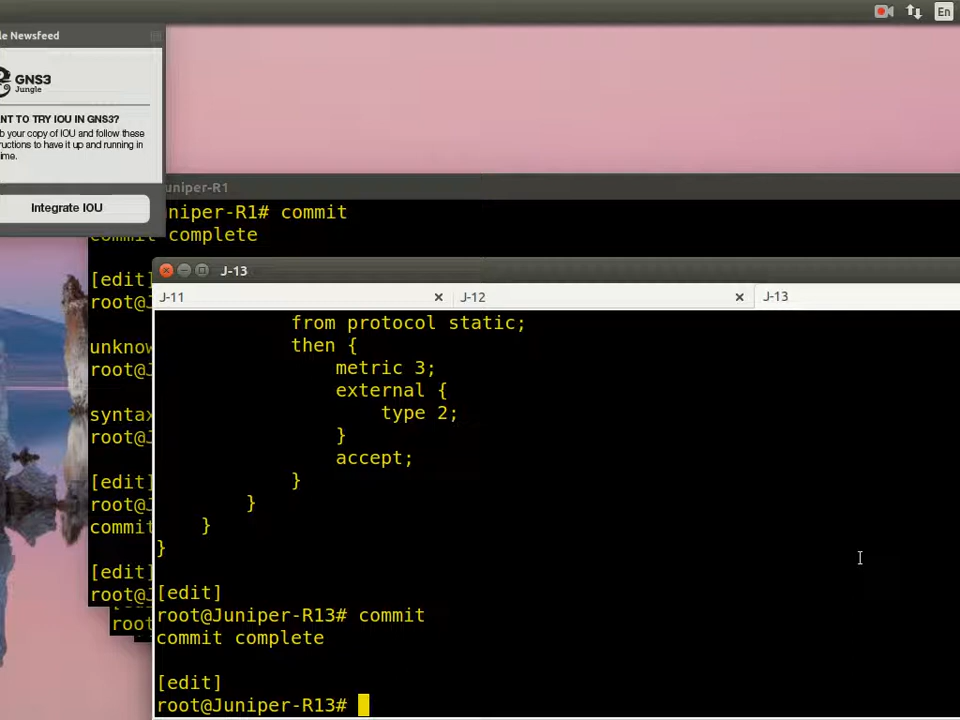 En
le Newsfeed
GNS3
Jungle
NT TO TRY IOU IN GNS3?
b your copy of IOU and follow these
ructions to have it up and running in
ime.
Integrate IOU
uniper-R1
niper-R1# commit
commit complete
[edit]
root@J
unknow
root@J
syntax
root@J
[edit]
root@J
commit
[edit]
root@J
root
J-13
J-11
J-12
J-13
from protocol static;
then {
metric 3;
external {
type 2;
}
accept;
}
}
}
}
[edit]
root@Juniper-R13# commit
commit complete
[edit]
root@Juniper-R13#